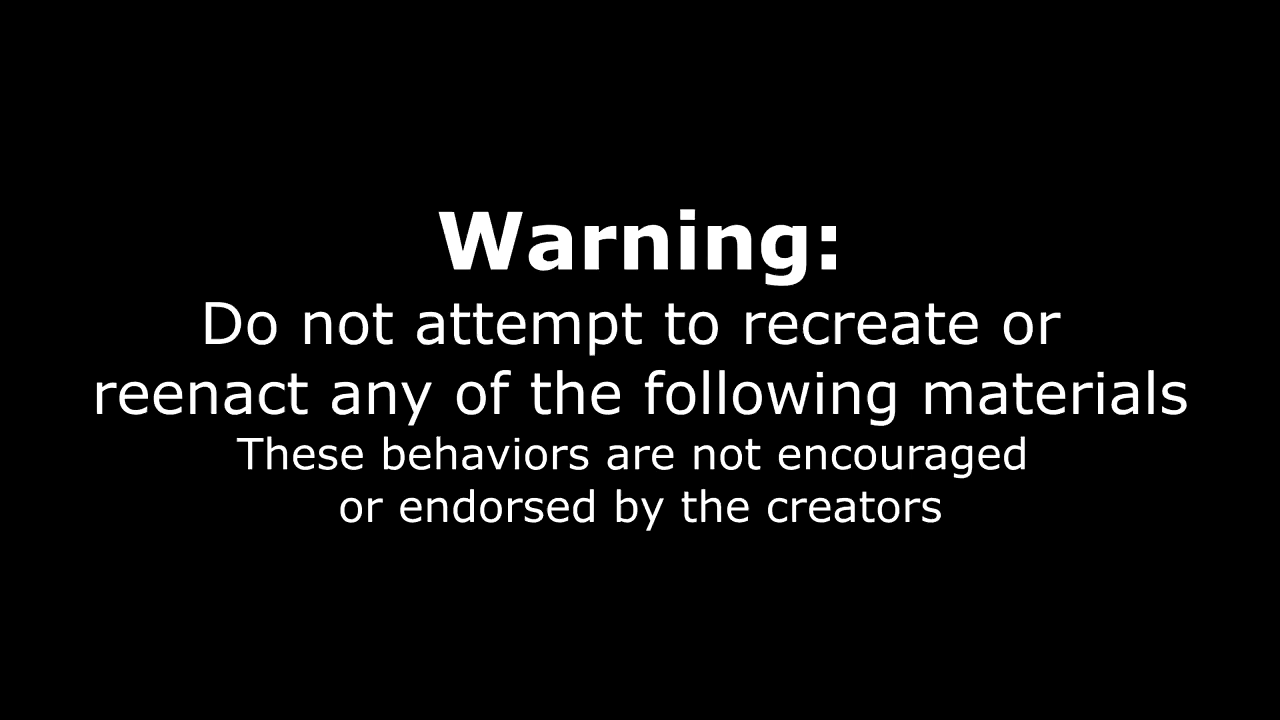 Warning:
Do not attempt to recreate or
reenact any of the following materials
These behaviors are not encouraged
or endorsed by the creators